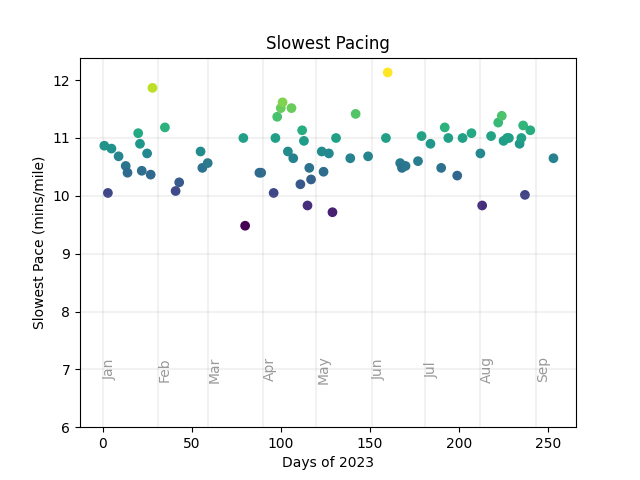 Slowest Pacing
Slowest Pace (mins/mile)
12
11
10
9
8
7
6
Jan
Feb
Mar
Apr
May
Jun
Jul
Aug
Sep
0 50 100 150 200 250
Days of 2023